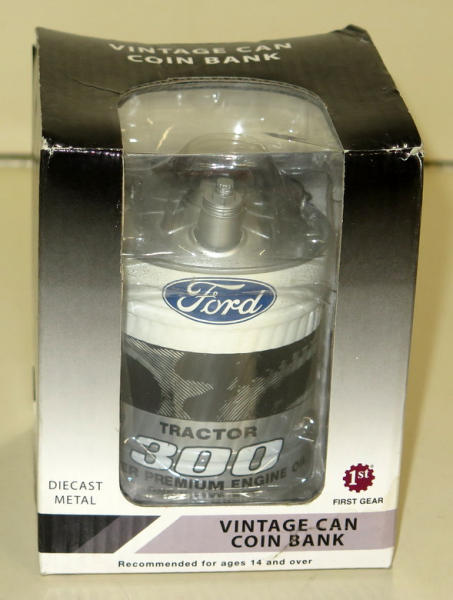 VINTAGE CAN
COIN BANK
Ford
TRACTOR
300
PREMIUM ENGINE OIL
DIECAST
METAL
1st
FIRST GEAR
VINTAGE CAN
COIN BANK
Recommended for ages 14 and over